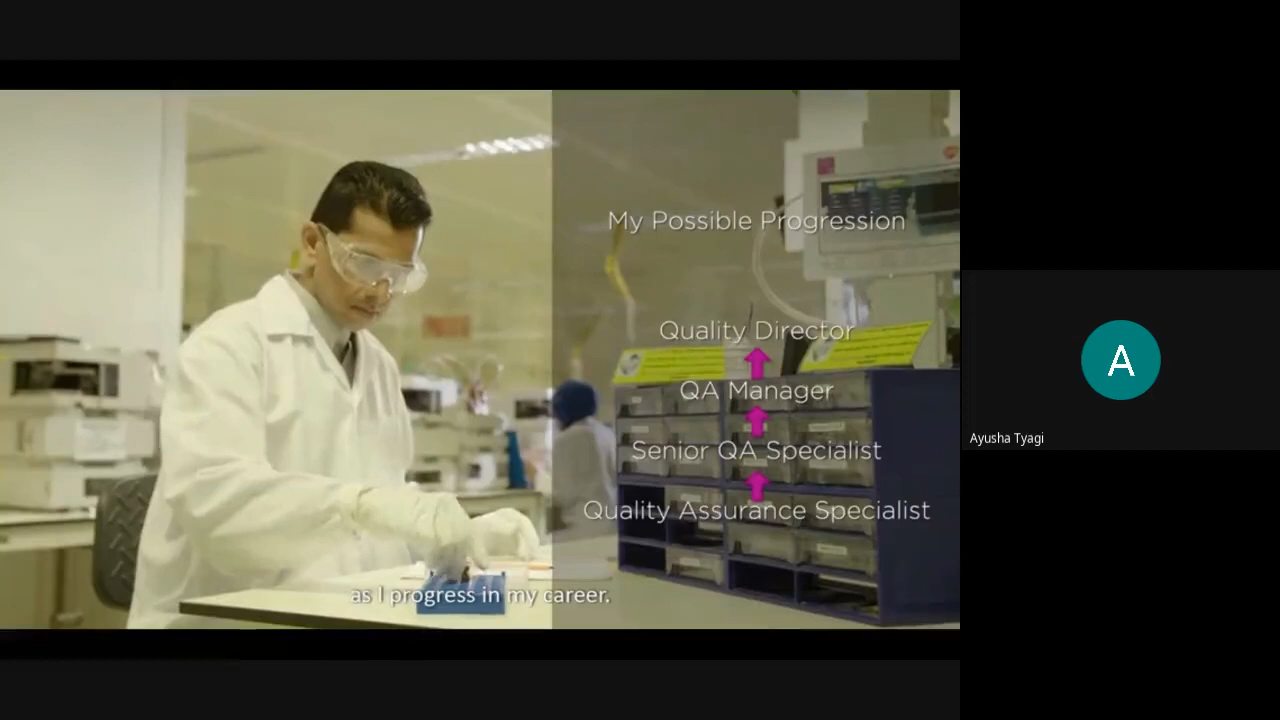 My Possible Progression
Quality Director
QA Manager
Senior QA Specialist
Quality Assurance Specialist
as I progress in my career.
A
Ayusha Tyagi